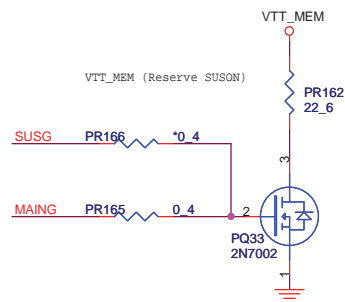 VTT_MEM
VTT_MEM (Reserve SUSON)
PR162
22_6
SUSG PR166 *0_4
3
MAING PR165 0_4
2
PQ33
2N7002
1